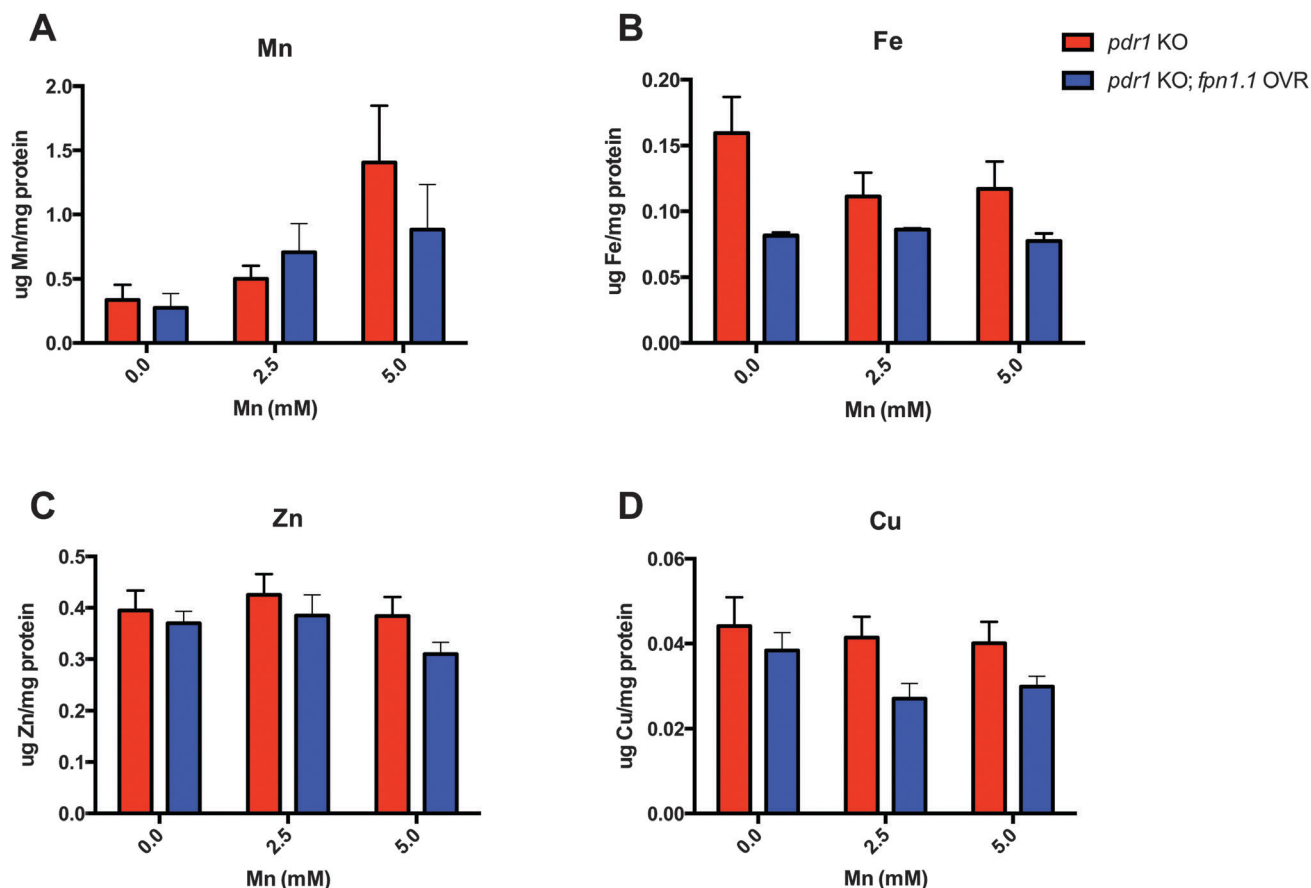 A
Mn
2.0
1.5
1.0
0.5
0.0
ug Mn/mg protein
0.0
2.5
5.0
Mn (mM)
B
Fe
0.20
0.15
0.10
0.05
0.00
ug Fe/mg protein
0.0
2.5
5.0
Mn (mM)
pdr1 KO
pdr1 KO; fpn1.1 OVR
C
Zn
0.5
0.4
0.3
0.2
0.1
0.0
ug Zn/mg protein
0.0
2.5
5.0
Mn (mM)
D
Cu
0.06
0.04
0.02
0.00
ug Cu/mg protein
0.0
2.5
5.0
Mn (mM)